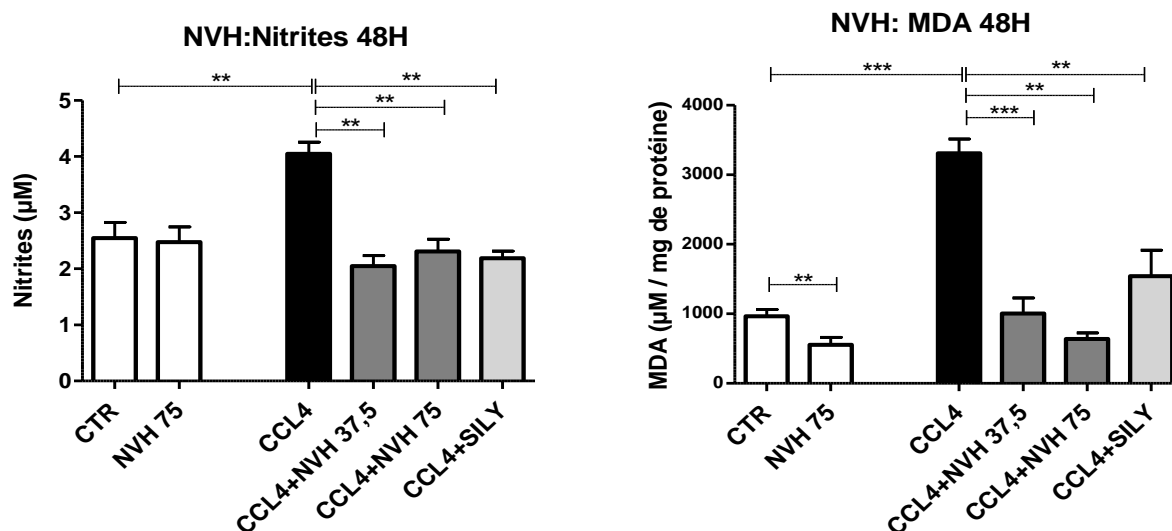 NVH:Nitrites 48H
**
**
**
**
5
4
3
2
1
0
Nitrites (µM)
CTR
NVH 75
CCL4
CCL4+NVH 37,5
CCL4+NVH 75
CCL4+SILY
NVH: MDA 48H
***
**
**
***
**
4000
3000
2000
1000
0
MDA (µM / mg de protéine)
CTR
NVH 75
CCL4
CCL4+NVH 37,5
CCL4+NVH 75
CCL4+SILY